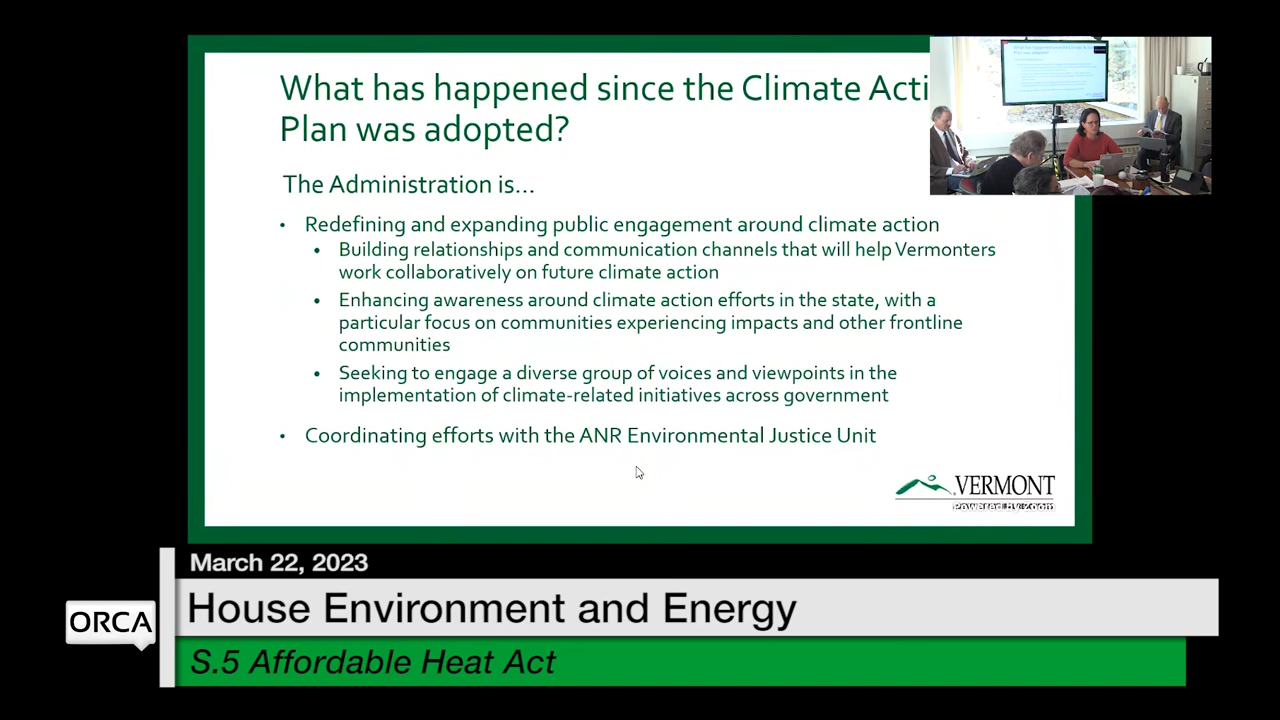 What has happened since the Climate Acti
Plan was adopted?
The Administration is...
• Redefining and expanding public engagement around climate action
• Building relationships and communication channels that will help Vermonters
work collaboratively on future climate action
• Enhancing awareness around climate action efforts in the state, with a
particular focus on communities experiencing impacts and other frontline
communities
• Seeking to engage a diverse group of voices and viewpoints in the
implementation of climate-related initiatives across government
• Coordinating efforts with the ANR Environmental Justice Unit
VERMONT
Powered by Zoom
March 22, 2023
House Environment and Energy
ORCA
S.5 Affordable Heat Act